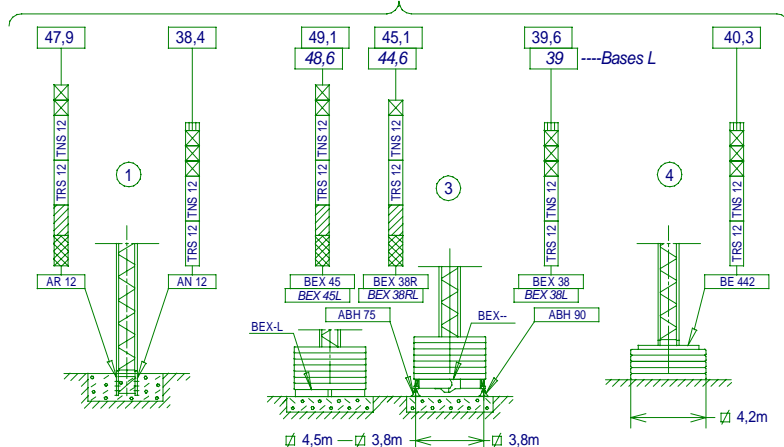 47,9 38,4 49,1 45,1 39,6 40,3
48,6 44,6 39 ----Bases L
TNS 12 TNS 12 TNS 12
TRS 12 TRS 12 TRS 12
TNS 12 TNS 12 TNS 12
TRS 12 TRS 12 TRS 12
1 3 4
AR 12 AN 12 BEX 45 BEX 38R BEX 38 BE 442
BEX 45L BEX 38RL BEX 38L
ABH 75 BEX-- ABH 90
BEX-L
4,5m 3,8m 3,8m 4,2m